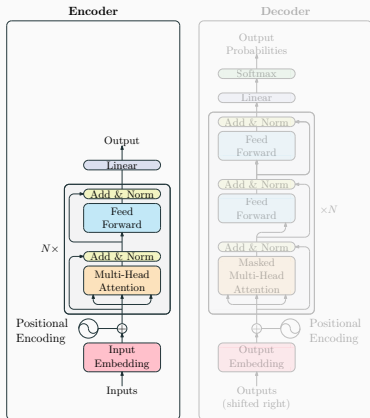 Encoder
Output
Linear
Add & Norm
Feed
Forward
N×
Add & Norm
Multi-Head
Attention
Positional
Encoding
Input
Embedding
Inputs
Decoder
Output
Probabilities
Softmax
Linear
Add & Norm
Feed
Forward
Add & Norm
Feed
Forward
×N
Add & Norm
Masked
Multi-Head
Attention
Positional
Encoding
Output
Embedding
Outputs
(shifted right)